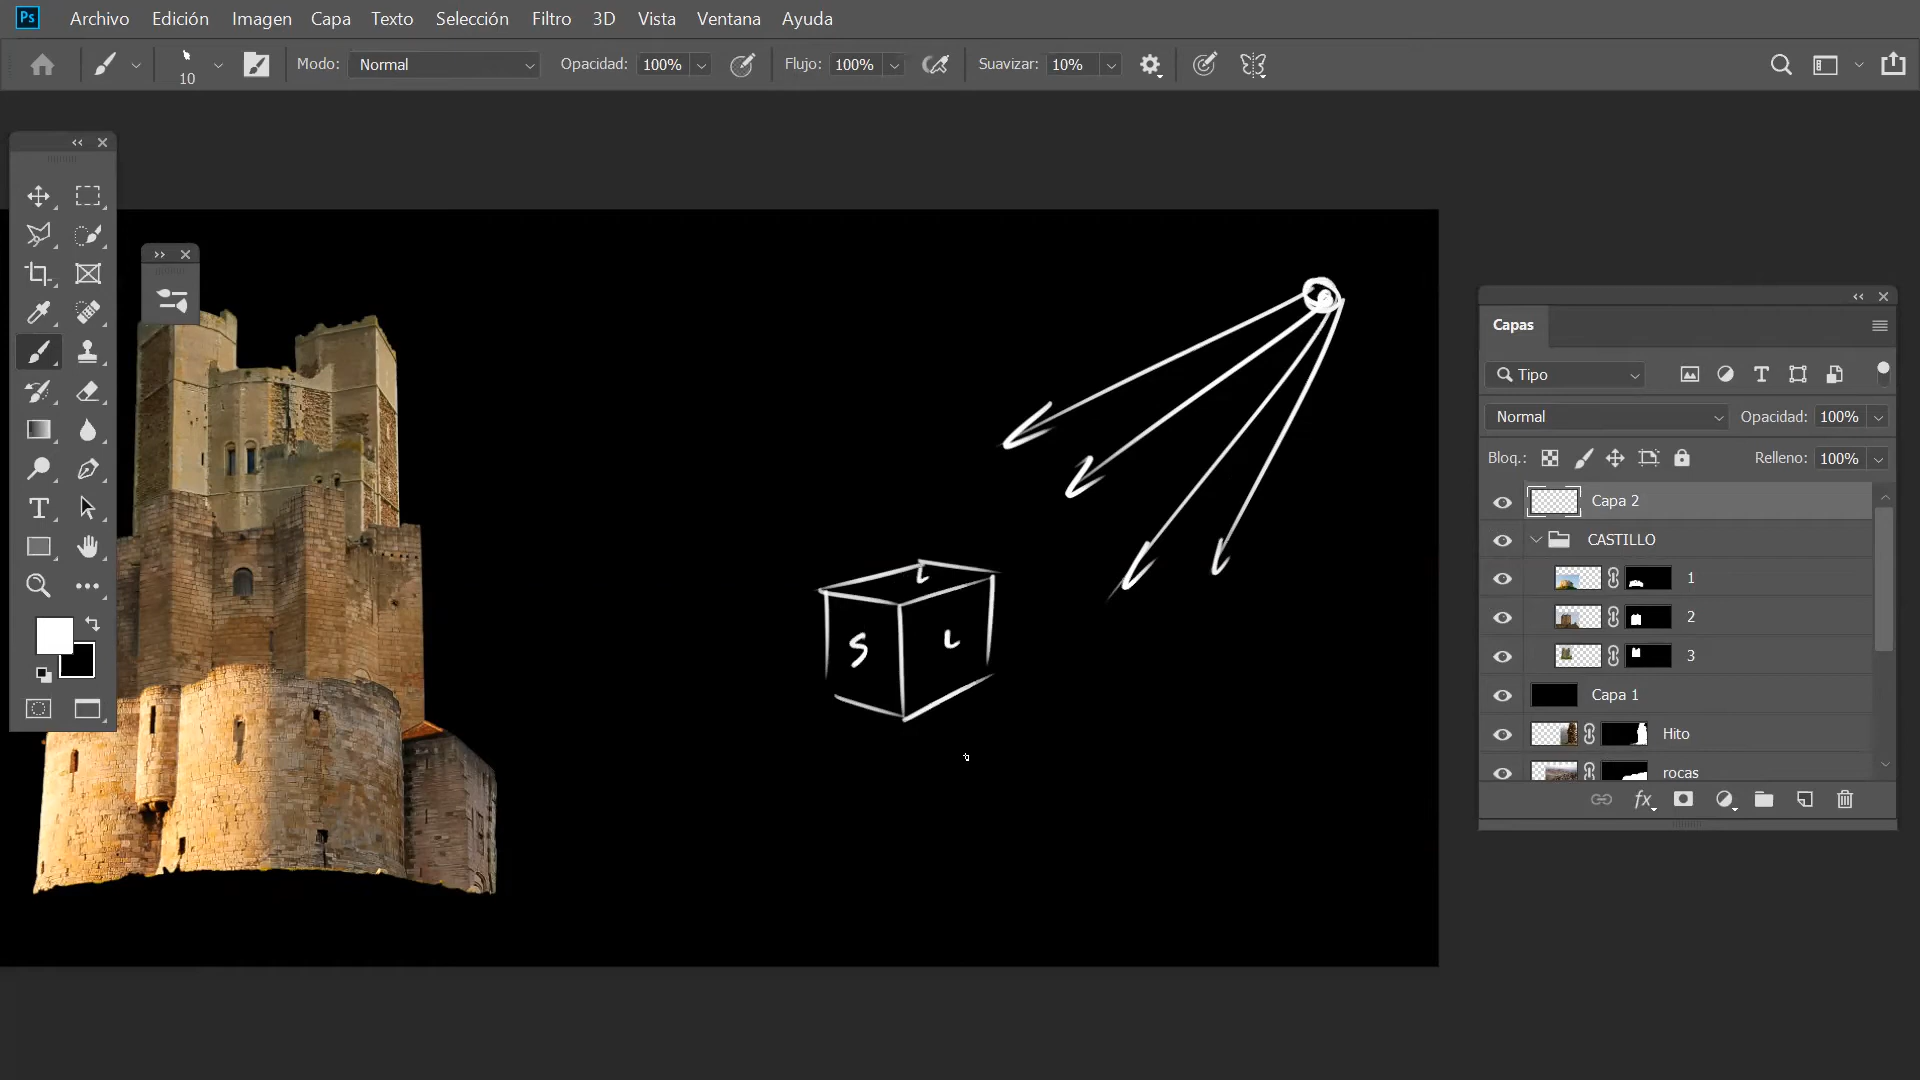 Ps Archivo Edición Imagen Capa Texto Selección Filtro 3D Vista Ventana Ayuda
10 Modo: Normal Opacidad: 100% Flujo: 100% Suavizar: 10%
Capas
Tipo
Normal Opacidad: 100%
Bloq.: Relleno: 100%
Capa 2
CASTILLO
1
2
3
Capa 1
Hito
rocas
fx
L
S L